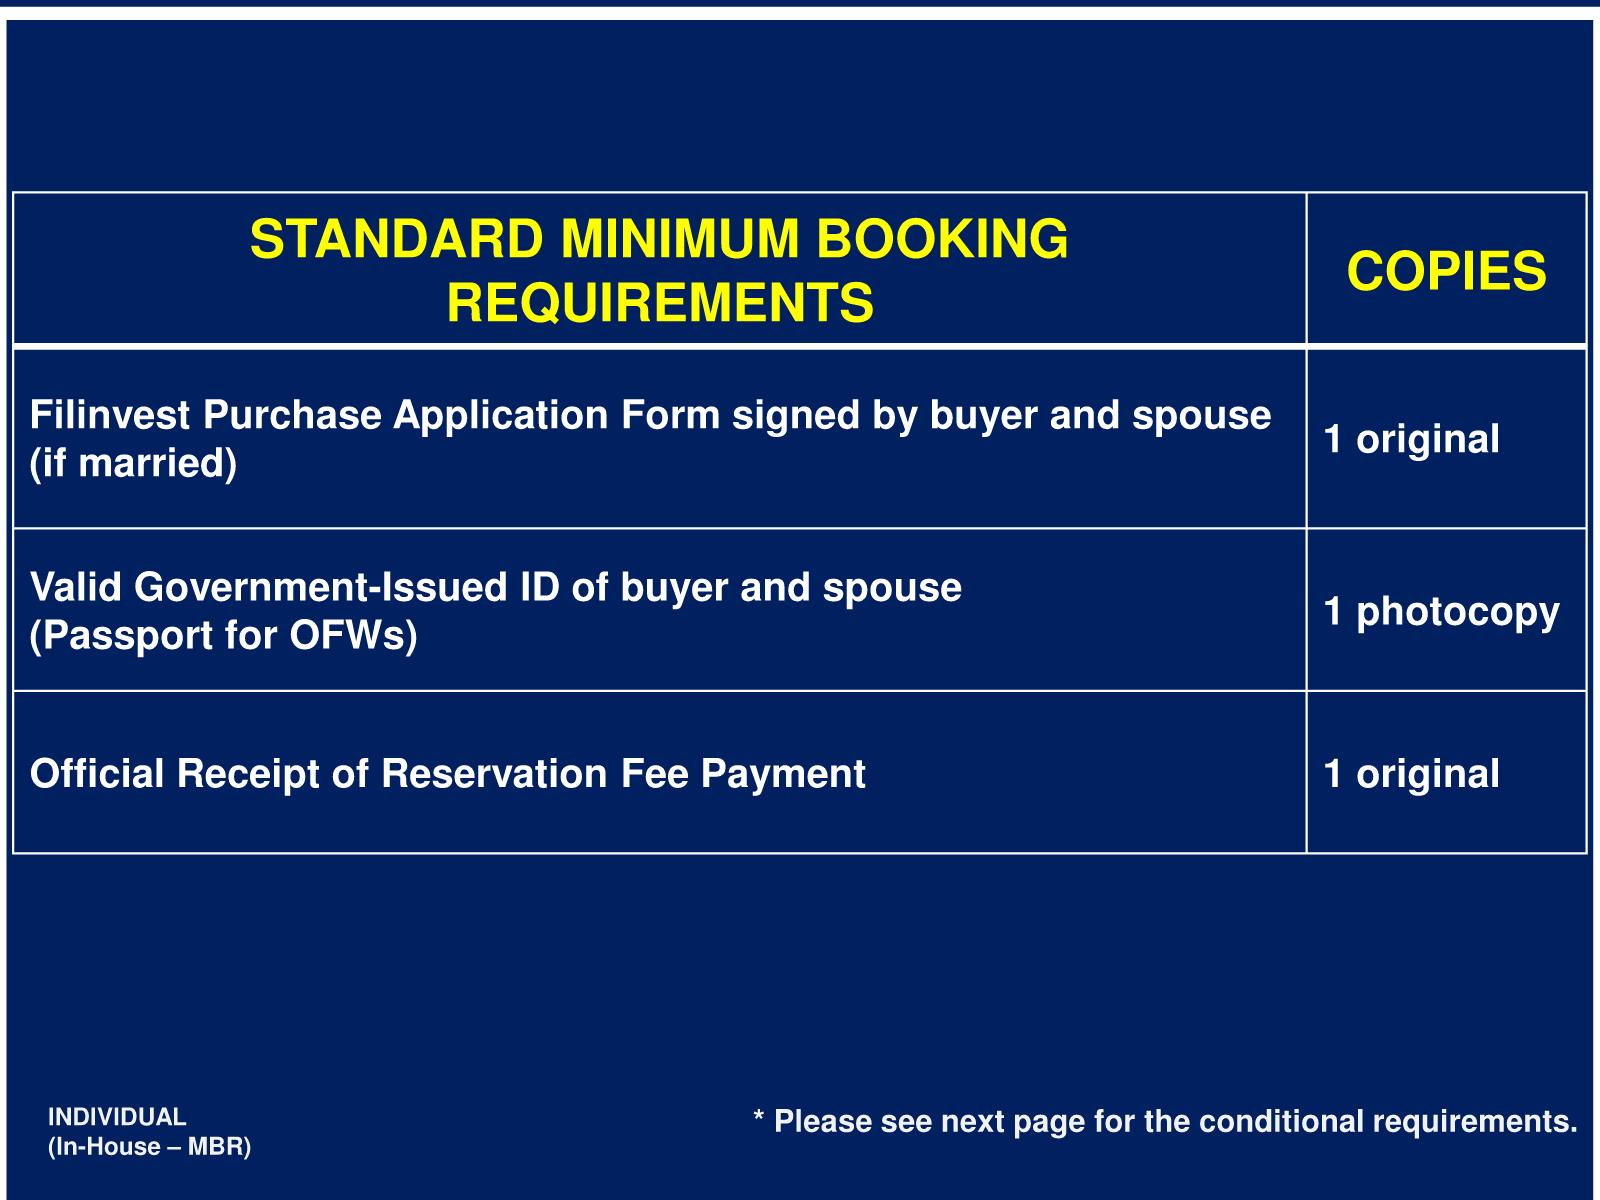 STANDARD MINIMUM BOOKING
REQUIREMENTS
COPIES
Filinvest Purchase Application Form signed by buyer and spouse
(if married)
1 original
Valid Government-Issued ID of buyer and spouse
(Passport for OFWs)
1 photocopy
Official Receipt of Reservation Fee Payment
1 original
INDIVIDUAL
(In-House – MBR)
* Please see next page for the conditional requirements.